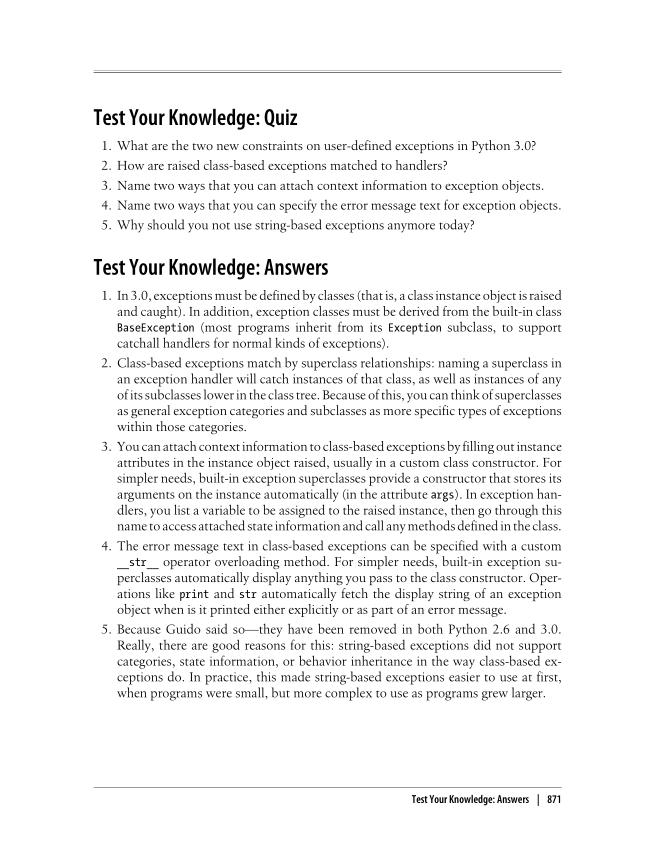 Test Your Knowledge: Quiz
1. What are the two new constraints on user-defined exceptions in Python 3.0?
2. How are raised class-based exceptions matched to handlers?
3. Name two ways that you can attach context information to exception objects.
4. Name two ways that you can specify the error message text for exception objects.
5. Why should you not use string-based exceptions anymore today?
Test Your Knowledge: Answers
1. In 3.0, exceptions must be defined by classes (that is, a class instance object is raised
and caught). In addition, exception classes must be derived from the built-in class
BaseException (most programs inherit from its Exception subclass, to support
catchall handlers for normal kinds of exceptions).
2. Class-based exceptions match by superclass relationships: naming a superclass in
an exception handler will catch instances of that class, as well as instances of any
of its subclasses lower in the class tree. Because of this, you can think of superclasses
as general exception categories and subclasses as more specific types of exceptions
within those categories.
3. You can attach context information to class-based exceptions by filling out instance
attributes in the instance object raised, usually in a custom class constructor. For
simpler needs, built-in exception superclasses provide a constructor that stores its
arguments on the instance automatically (in the attribute args). In exception han-
dlers, you list a variable to be assigned to the raised instance, then go through this
name to access attached state information and call any methods defined in the class.
4. The error message text in class-based exceptions can be specified with a custom
__str__ operator overloading method. For simpler needs, built-in exception su-
perclasses automatically display anything you pass to the class constructor. Oper-
ations like print and str automatically fetch the display string of an exception
object when is it printed either explicitly or as part of an error message.
5. Because Guido said so—they have been removed in both Python 2.6 and 3.0.
Really, there are good reasons for this: string-based exceptions did not support
categories, state information, or behavior inheritance in the way class-based ex-
ceptions do. In practice, this made string-based exceptions easier to use at first,
when programs were small, but more complex to use as programs grew larger.
Test Your Knowledge: Answers | 871